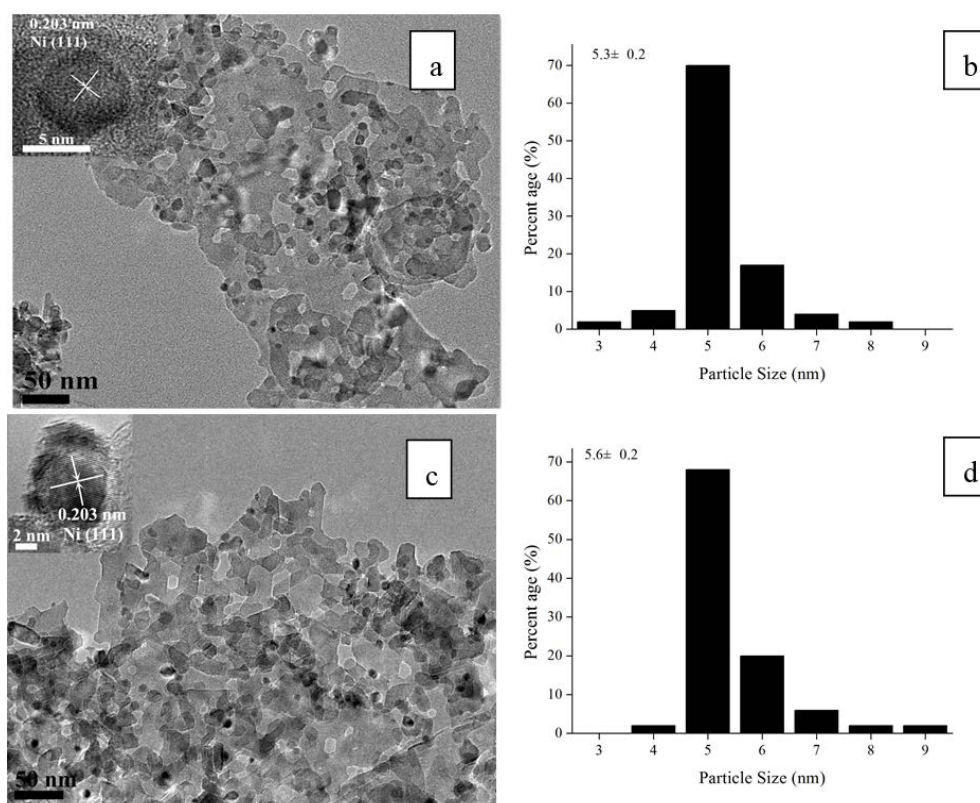 0.203 nm
Ni (111)
5 nm
50 nm
a
5.3± 0.2
b
Percent age (%)
70
60
50
40
30
20
10
0
3 4 5 6 7 8 9
Particle Size (nm)
0.203 nm
Ni (111)
2 nm
50 nm
c
5.6± 0.2
d
Percent age (%)
70
60
50
40
30
20
10
0
3 4 5 6 7 8 9
Particle Size (nm)